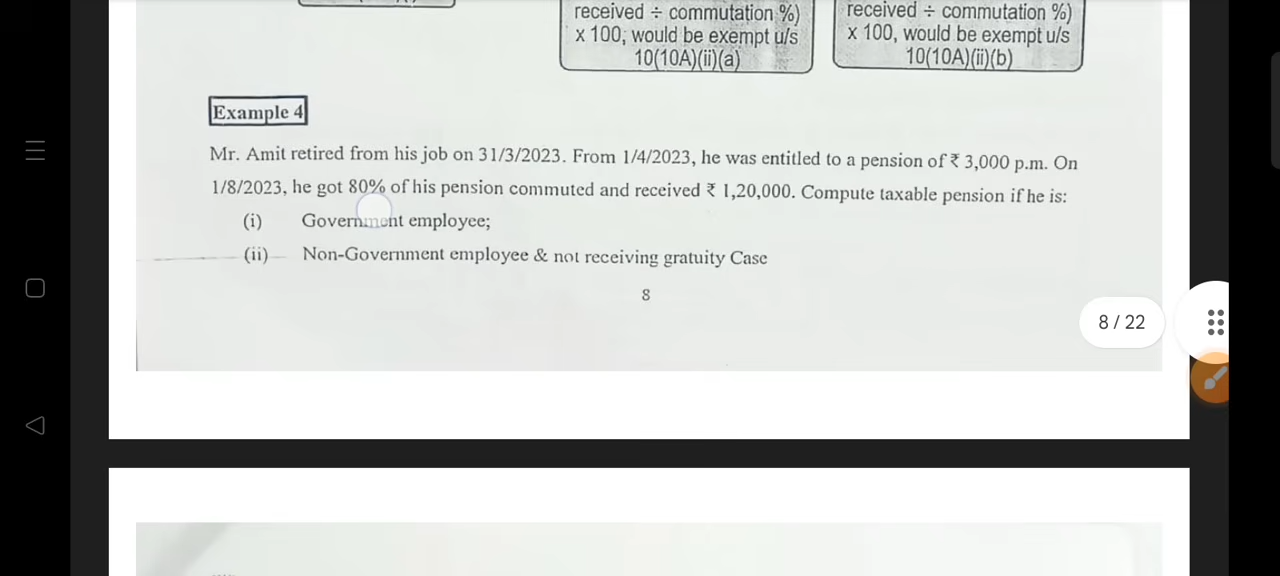 received ÷ commutation %)
x 100, would be exempt u/s
10(10A)(ii)(a)
received ÷ commutation %)
x 100, would be exempt u/s
10(10A)(ii)(b)
Example 4
Mr. Amit retired from his job on 31/3/2023. From 1/4/2023, he was entitled to a pension of ₹ 3,000 p.m. On
1/8/2023, he got 80% of his pension commuted and received ₹ 1,20,000. Compute taxable pension if he is:
(i) Government employee;
(ii) Non-Government employee & not receiving gratuity Case
8
8 / 22